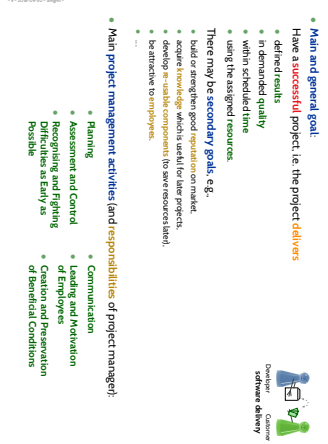 Main and general goal:
Have a successful project, i.e. the project delivers
defined results
in demanded quality
within scheduled time
using the assigned resources.
There may be secondary goals, e.g.,
build or strengthen good reputation on market,
acquire knowledge which is useful for later projects,
develop re-usable components (to save resources later),
be attractive to employees.
...
Main project management activities (and responsibilities of project manager):
Planning
Assessment and Control
Recognising and Fighting
Difficulties as Early as
Possible
Communication
Leading and Motivation
of Employees
Creation and Preservation
of Beneficial Conditions
Developer
Customer
software delivery